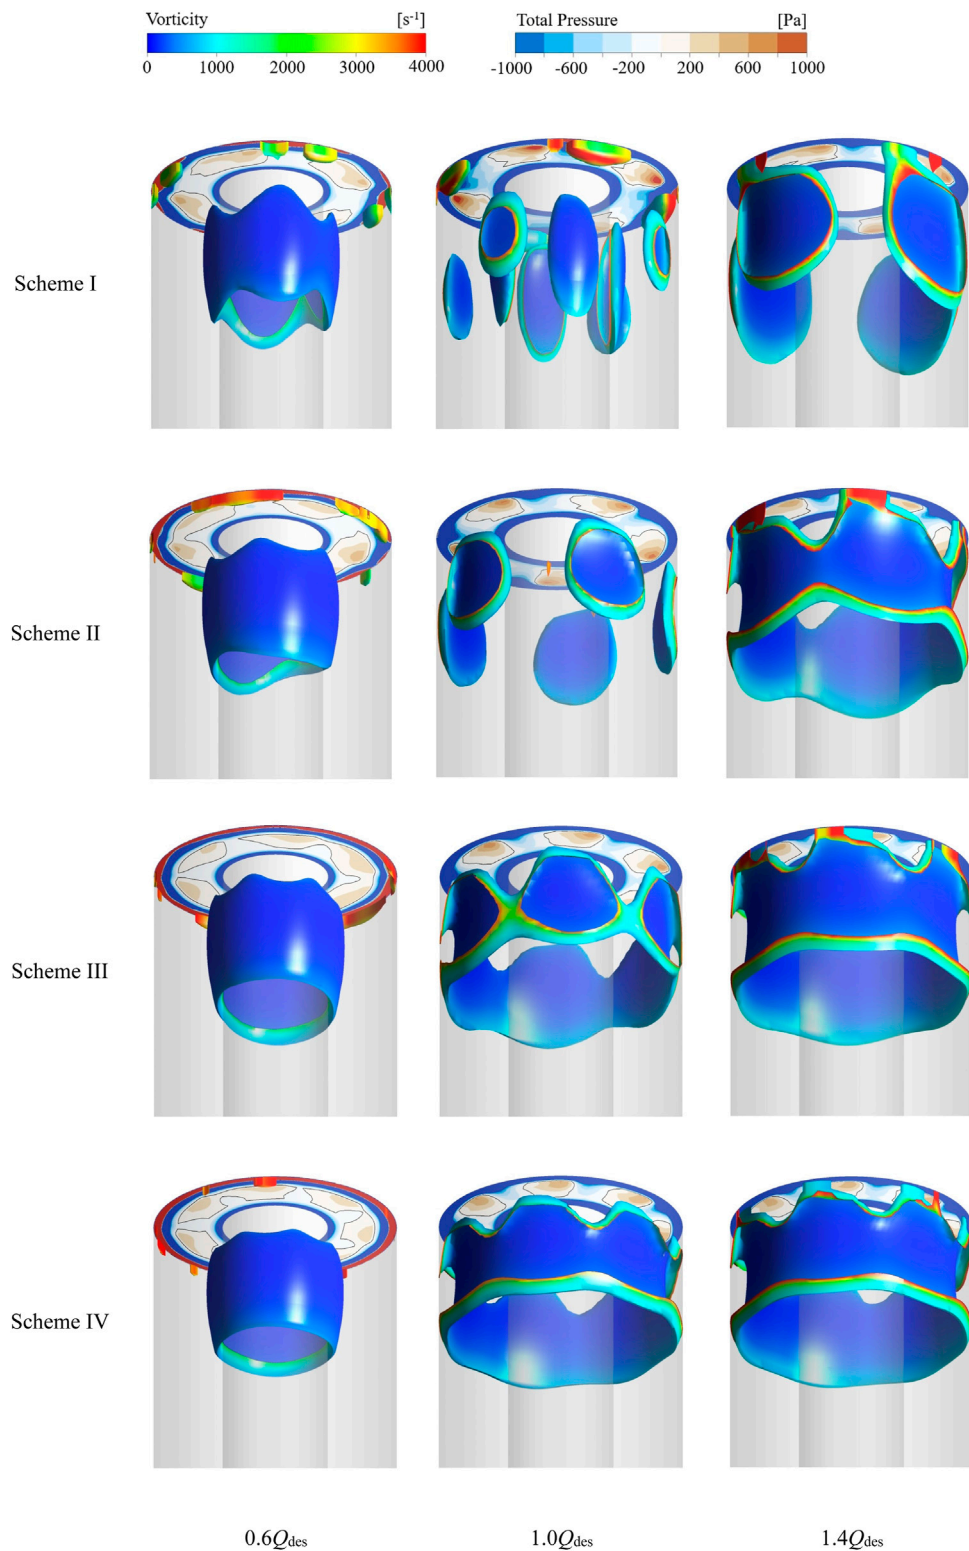 Vorticity [s⁻¹] Total Pressure [Pa]
0 1000 2000 3000 4000 -1000 -600 -200 200 600 1000
Scheme I
Scheme II
Scheme III
Scheme IV
0.6Qdes 1.0Qdes 1.4Qdes